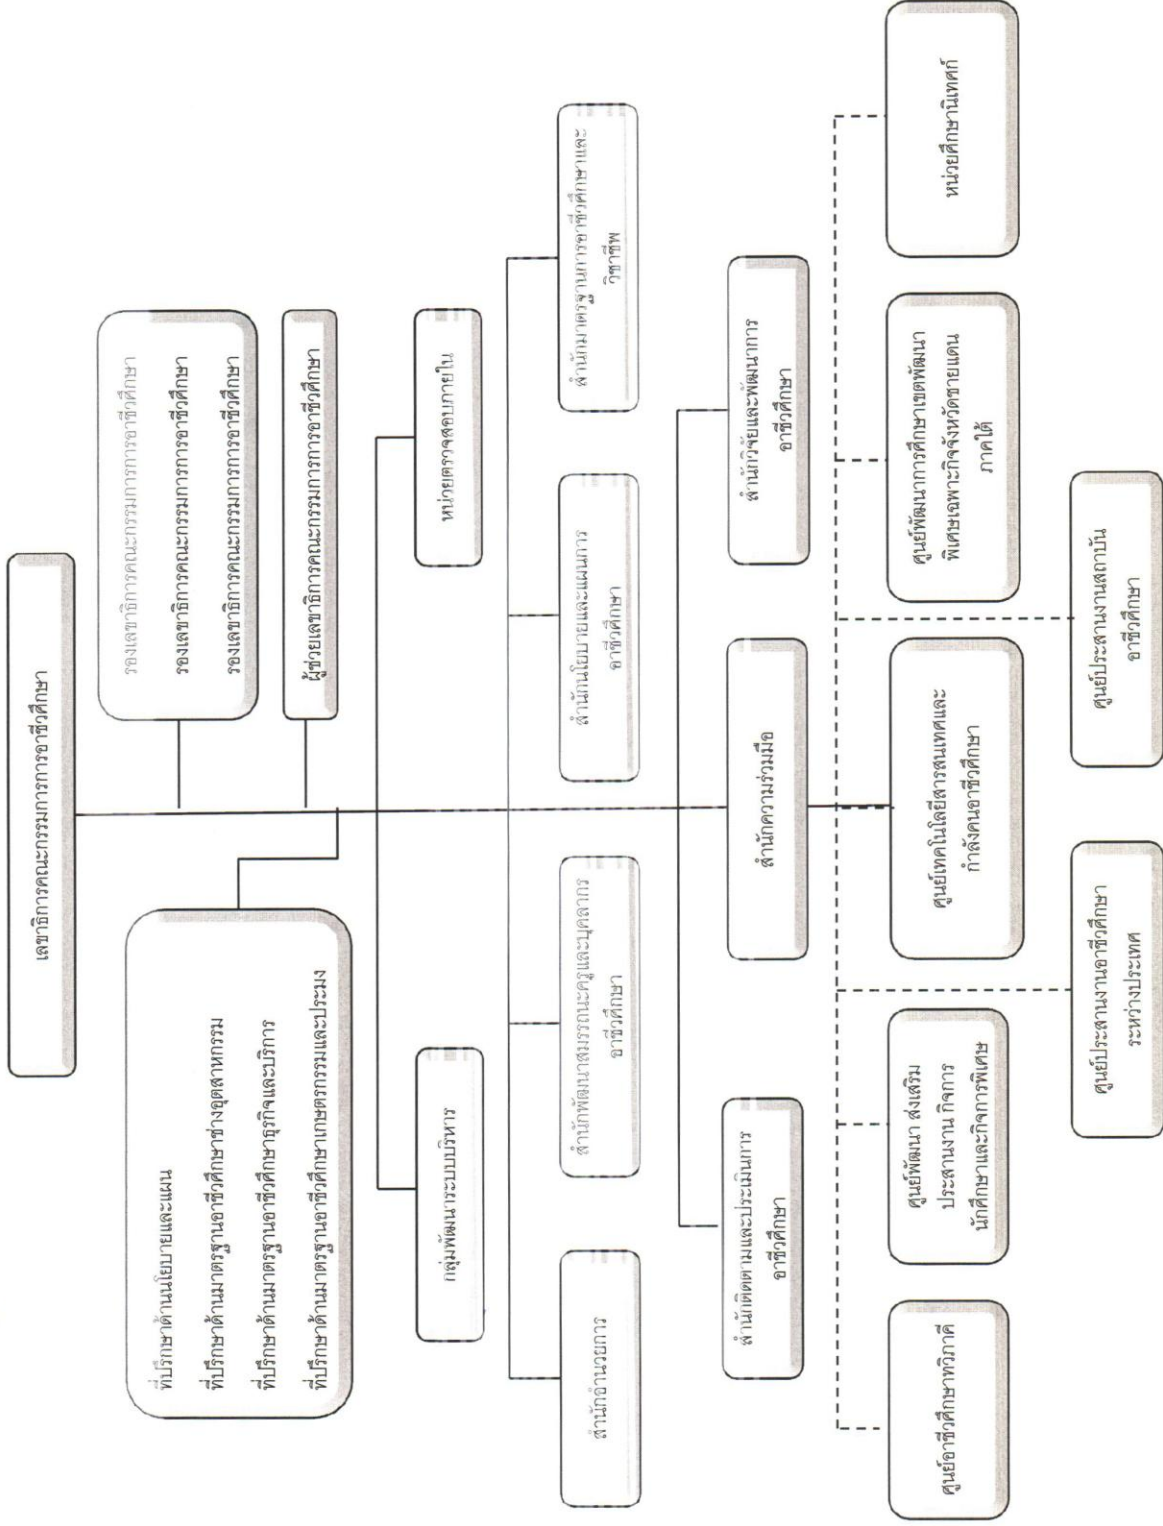 เลขาธิการคณะกรรมการการอาชีวศึกษา
ที่ปรึกษาด้านนโยบายและแผน
ที่ปรึกษาด้านมาตรฐานอาชีวศึกษาช่างอุตสาหกรรม
ที่ปรึกษาด้านมาตรฐานอาชีวศึกษาธุรกิจและบริการ
ที่ปรึกษาด้านมาตรฐานอาชีวศึกษาเกษตรกรรมและประมง
รองเลขาธิการคณะกรรมการการอาชีวศึกษา
รองเลขาธิการคณะกรรมการการอาชีวศึกษา
รองเลขาธิการคณะกรรมการการอาชีวศึกษา
ผู้ช่วยเลขาธิการคณะกรรมการการอาชีวศึกษา
กลุ่มพัฒนาระบบบริหาร
หน่วยตรวจสอบภายใน
สำนักอำนวยการ
สำนักพัฒนาสมรรถนะครูและบุคลากร
อาชีวศึกษา
สำนักนโยบายและแผนการ
อาชีวศึกษา
สำนักมาตรฐานการอาชีวศึกษาและ
วิชาชีพ
สำนักติดตามและประเมินการ
อาชีวศึกษา
สำนักความร่วมมือ
สำนักวิจัยและพัฒนาการ
อาชีวศึกษา
ศูนย์อาชีวศึกษาทวิภาคี
ศูนย์พัฒนา ส่งเสริม
ประสานงาน กิจการ
นักศึกษาและกิจการพิเศษ
ศูนย์เทคโนโลยีสารสนเทศและ
กำลังคนอาชีวศึกษา
ศูนย์พัฒนาการศึกษาเขตพัฒนา
พิเศษเฉพาะกิจจังหวัดชายแดน
ภาคใต้
หน่วยศึกษานิเทศก์
ศูนย์ประสานงานอาชีวศึกษา
ระหว่างประเทศ
ศูนย์ประสานงานสถาบัน
อาชีวศึกษา